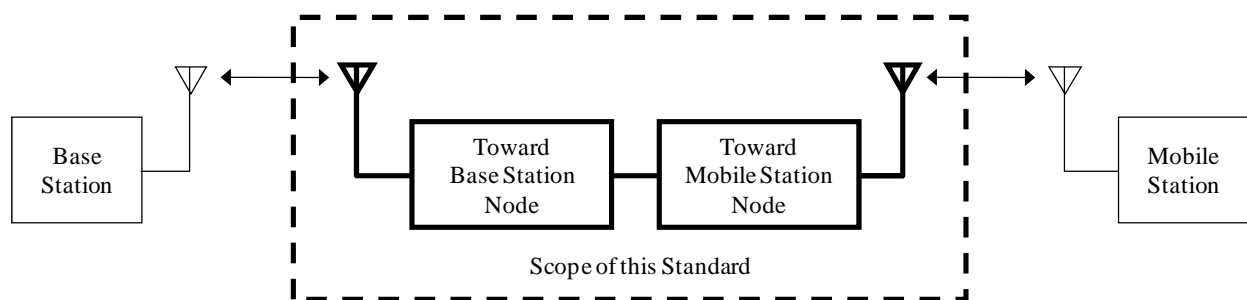 Base
Station
Toward
Base Station
Node
Toward
Mobile Station
Node
Mobile
Station
Scope of this Standard